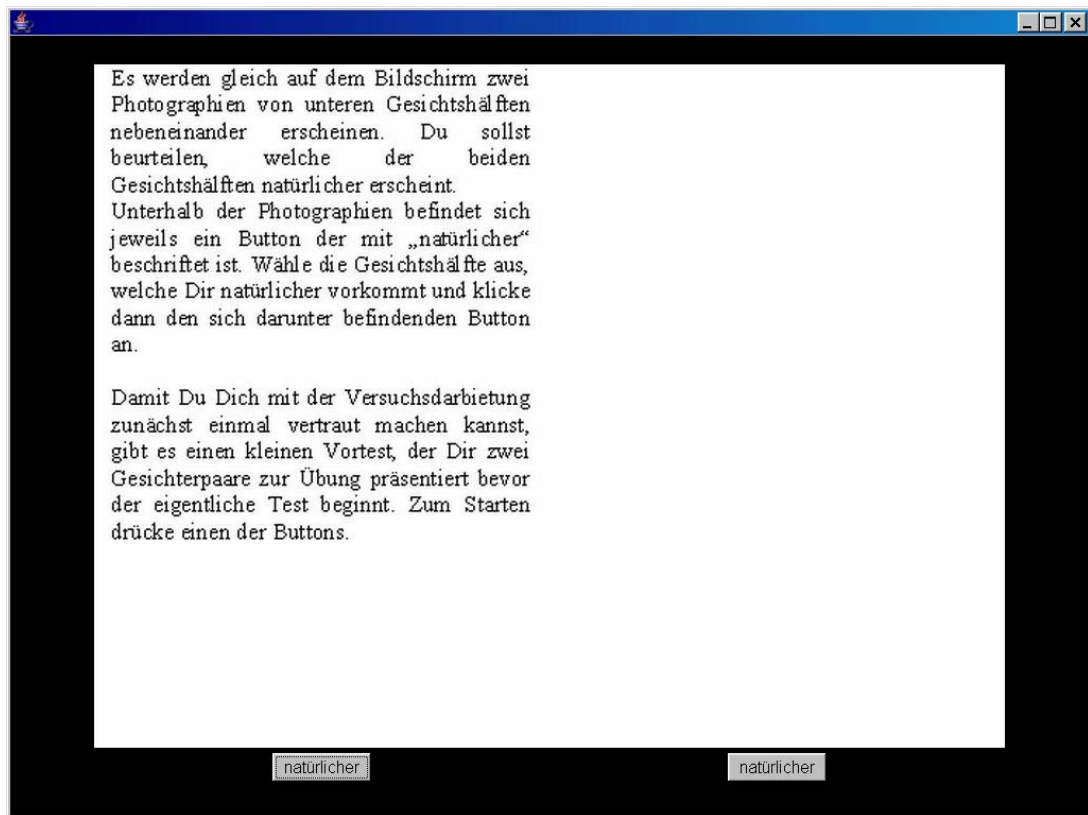 Es werden gleich auf dem Bildschirm zwei
Photographien von unteren Gesichtshälften
nebeneinander erscheinen. Du sollst
beurteilen, welche der beiden
Gesichtshälften natürlicher erscheint.
Unterhalb der Photographien befindet sich
jeweils ein Button der mit „natürlicher“
beschriftet ist. Wähle die Gesichtshälfte aus,
welche Dir natürlicher vorkommt und klicke
dann den sich darunter befindenden Button
an.
Damit Du Dich mit der Versuchsdarbietung
zunächst einmal vertraut machen kannst,
gibt es einen kleinen Vortest, der Dir zwei
Gesichterpaare zur Übung präsentiert bevor
der eigentliche Test beginnt. Zum Starten
drücke einen der Buttons.
natürlicher
natürlicher